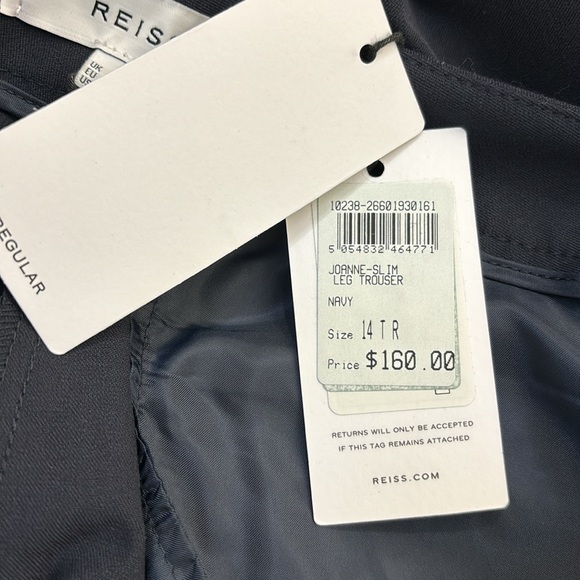 REISS
UK
EU
US
REGULAR
10238-26601930161
5 054832 464771
JOANNE-SLIM
LEG TROUSER
NAVY
Size 14 T R
Price $160.00
RETURNS WILL ONLY BE ACCEPTED
IF THIS TAG REMAINS ATTACHED
REISS.COM